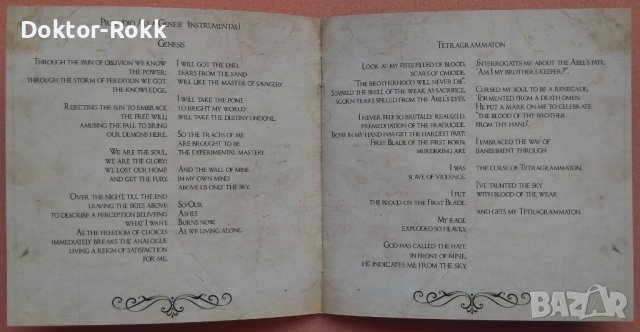 Doktor-Rokk
Genesi (instrumental)
Genesis
Through the pain of oblivion we know
the power;
through the storm of perdition we got
the knowledge.
Rejecting the sun to embrace
the free will;
amusing the fall to bring
our demons here.
We are the soul,
we are the glory;
we lost our home
and get the fury.
Over the night, till the end
leaving the skies above
to describe a perception believing
what I want.
As the freedom of choices
immediately breaks the analogue
living a reign of satisfaction
for me.
I will got the end,
tears from the sand
will like the master of savagery
I will take the pome
to bright my world
will take the destiny undone.
So the traces of me
are brought to be
the experimental mastery.
And the wall of mine
in my own mind
above us only the sky.
So Our
Ashes
Burns now
As we living alone.
Tetragrammaton
Look at my fists filled of blood,
scars of omicide.
"The brotherhood will never die".
Stabbed the skull of the weak as sacrifice,
scorn tears spilled from the Abel's eyes.
I never felt so brutally realized,
premeditation of the fratricide.
Bone in my hand has get the hardest part:
First Blade of the first born,
murdering art.
I was
slave of violence.
I put
the blood on the First Blade.
My rage
exploded so heavily.
God has called the hate
in front of mine,
he indicates me from the sky.
Interrogates me about the Abel's fate.
"Am I my brother's keeper?"
Cursed my soul to be a renegade,
tormented from a death omen.
He put a mark on me to celebrate
"the blood of thy brother
from thy hand".
I embraced the way of
banishment through
the curse of Tetragrammaton.
I've taunted the sky
with blood of the weak
and gets my Tetragrammaton.
BAZAR
bg